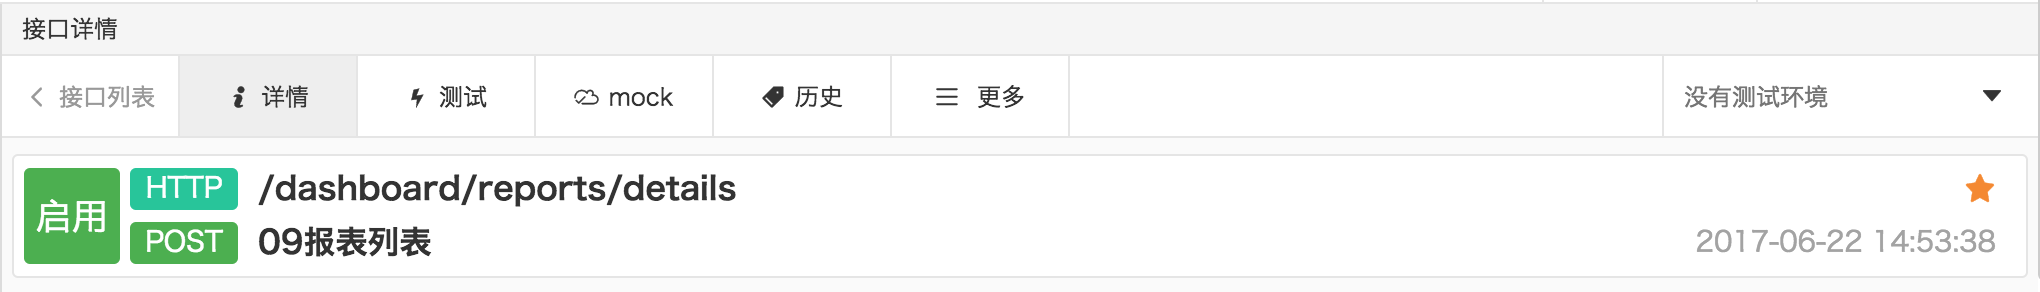 接口详情
接口列表 详情 测试 mock 历史 更多 没有测试环境
启用 HTTP /dashboard/reports/details
POST 09报表列表 2017-06-22 14:53:38